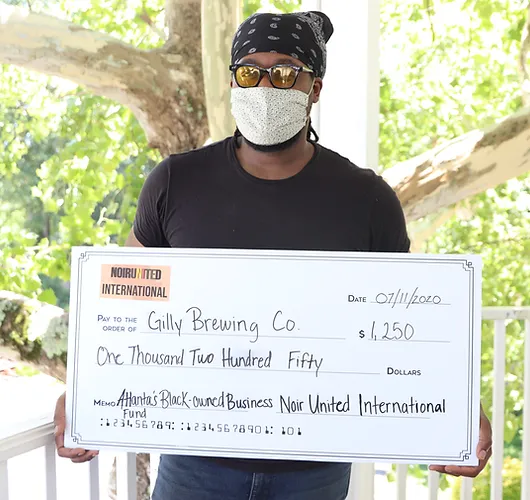 NOIRUNITED
INTERNATIONAL
DATE 07/11/2020
PAY TO THE
ORDER OF Gilly Brewing Co. $ 1,250
One Thousand Two Hundred Fifty DOLLARS
MEMO Atlanta's Black-owned Business Noir United International
Fund
⑆123456789⑆ ⑆12345678901⑆ 101